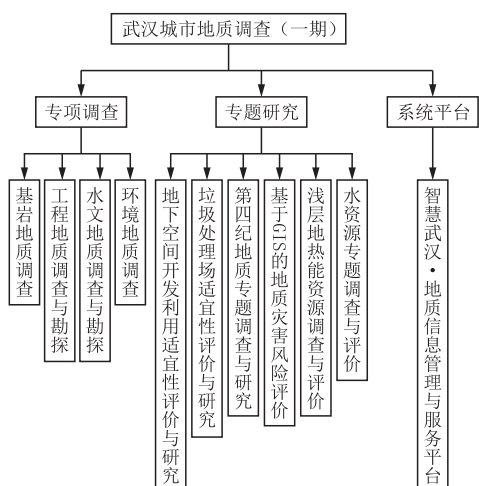 武汉城市地质调查（一期）
专项调查
专题研究
系统平台
基岩地质调查
工程地质调查与勘探
水文地质调查与勘探
环境地质调查
地下空间开发利用适宜性评价与研究
垃圾处理场适宜性评价与研究
第四纪地质专题调查与研究
基于GIS的地质灾害风险评价
浅层地热能资源调查与评价
水资源专题调查与评价
智慧武汉·地质信息管理与服务平台